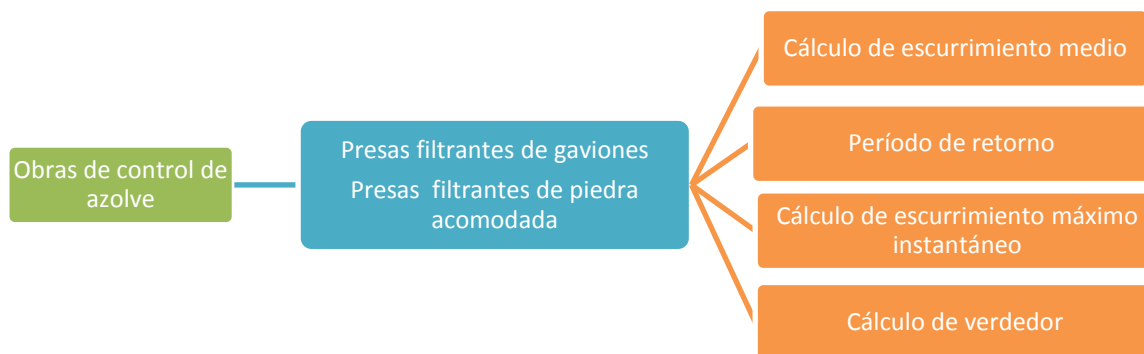 Obras de control de
azolve
Presas filtrantes de gaviones
Presas filtrantes de piedra
acomodada
Cálculo de escurrimiento medio
Período de retorno
Cálculo de escurrimiento máximo
instantáneo
Cálculo de verdedor